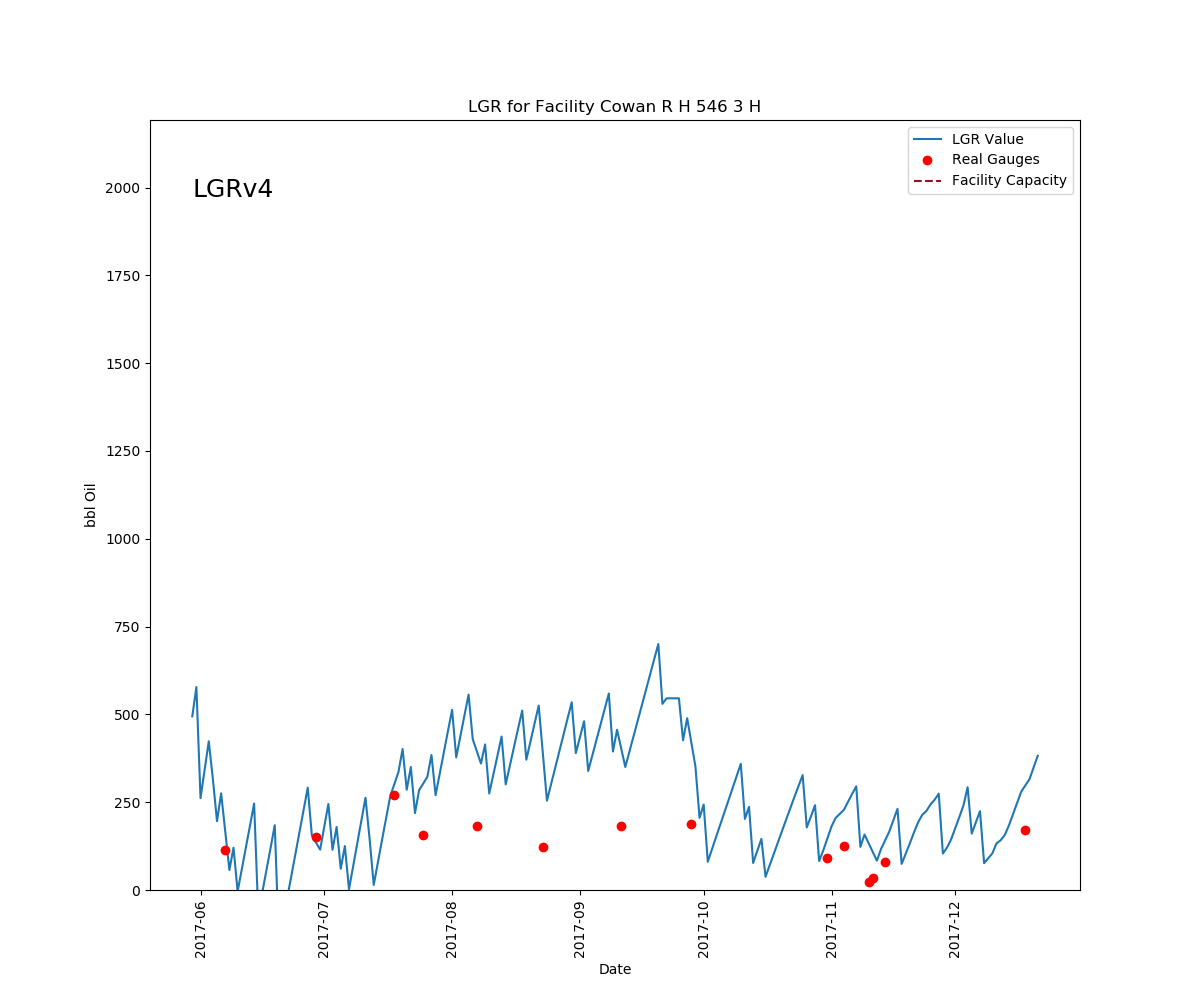 LGR for Facility Cowan R H 546 3 H
LGR Value
Real Gauges
Facility Capacity
LGRv4
2000
1750
1500
1250
1000
750
500
250
0
bbl Oil
2017-06
2017-07
2017-08
2017-09
2017-10
2017-11
2017-12
Date